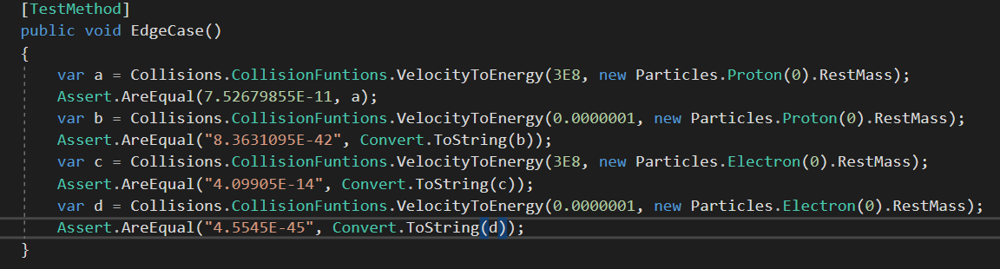 [TestMethod]
public void EdgeCase()
{
var a = Collisions.CollisionFuntions.VelocityToEnergy(3E8, new Particles.Proton(0).RestMass);
Assert.AreEqual(7.52679855E-11, a);
var b = Collisions.CollisionFuntions.VelocityToEnergy(0.0000001, new Particles.Proton(0).RestMass);
Assert.AreEqual("8.3631095E-42", Convert.ToString(b));
var c = Collisions.CollisionFuntions.VelocityToEnergy(3E8, new Particles.Electron(0).RestMass);
Assert.AreEqual("4.09905E-14", Convert.ToString(c));
var d = Collisions.CollisionFuntions.VelocityToEnergy(0.0000001, new Particles.Electron(0).RestMass);
Assert.AreEqual("4.5545E-45", Convert.ToString(d));
}